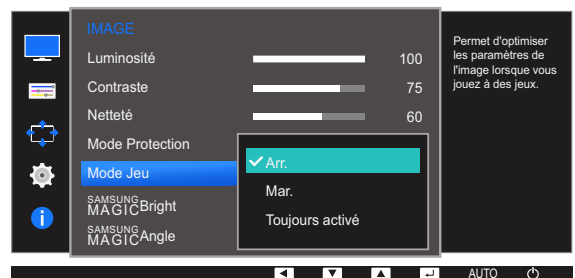 IMAGE
Luminosité 100
Contraste 75
Netteté 60
Mode Protection
Mode Jeu
SAMSUNG
MAGICBright
SAMSUNG
MAGICAngle
Arr.
Mar.
Toujours activé
Permet d'optimiser
les paramètres de
l'image lorsque vous
jouez à des jeux.
AUTO